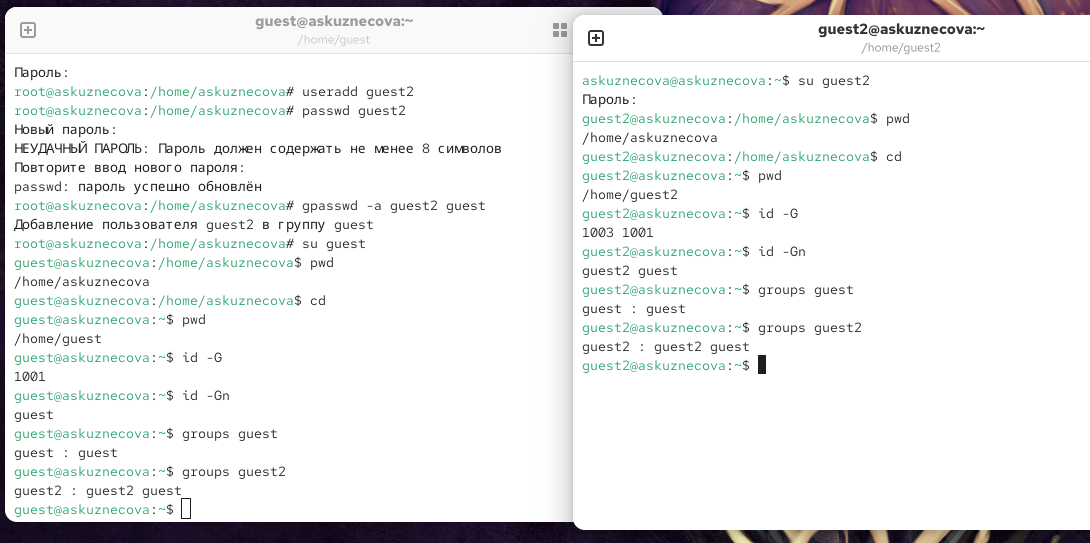 guest@askuznecova:~
/home/guest
Пароль:
root@askuznecova:/home/askuznecova# useradd guest2
root@askuznecova:/home/askuznecova# passwd guest2
Новый пароль:
НЕУДАЧНЫЙ ПАРОЛЬ: Пароль должен содержать не менее 8 символов
Повторите ввод нового пароля:
passwd: пароль успешно обновлён
root@askuznecova:/home/askuznecova# gpasswd -a guest2 guest
Добавление пользователя guest2 в группу guest
root@askuznecova:/home/askuznecova# su guest
guest@askuznecova:/home/askuznecova$ pwd
/home/askuznecova
guest@askuznecova:/home/askuznecova$ cd
guest@askuznecova:~$ pwd
/home/guest
guest@askuznecova:~$ id -G
1001
guest@askuznecova:~$ id -Gn
guest
guest@askuznecova:~$ groups guest
guest : guest
guest@askuznecova:~$ groups guest2
guest2 : guest2 guest
guest@askuznecova:~$
guest2@askuznecova:~
/home/guest2
askuznecova@askuznecova:~$ su guest2
Пароль:
guest2@askuznecova:/home/askuznecova$ pwd
/home/askuznecova
guest2@askuznecova:/home/askuznecova$ cd
guest2@askuznecova:~$ pwd
/home/guest2
guest2@askuznecova:~$ id -G
1003 1001
guest2@askuznecova:~$ id -Gn
guest2 guest
guest2@askuznecova:~$ groups guest
guest : guest
guest2@askuznecova:~$ groups guest2
guest2 : guest2 guest
guest2@askuznecova:~$